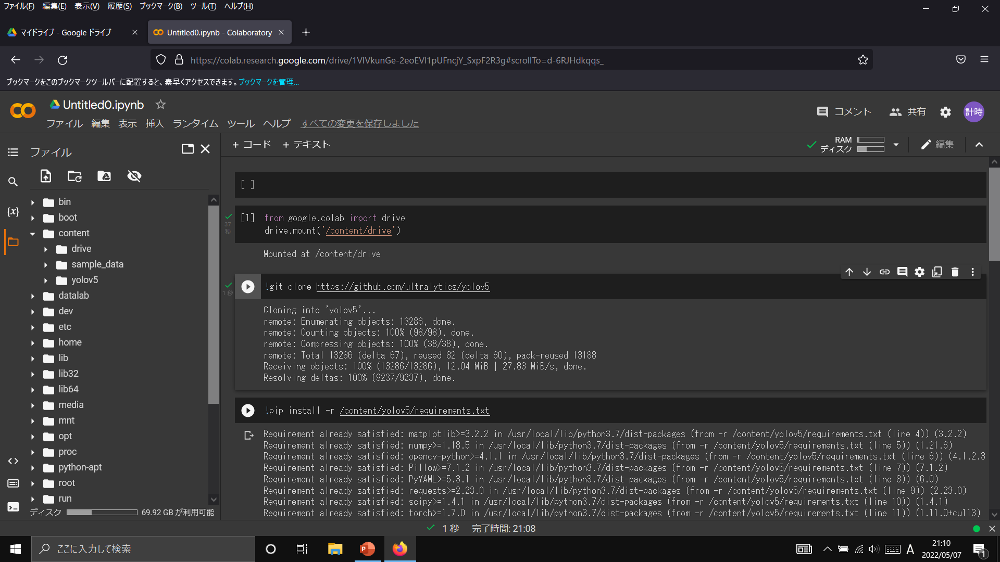 ファイル(F) 編集(E) 表示(V) 履歴(S) ブックマーク(B) ツール(T) ヘルプ(H)
マイドライブ - Google ドライブ
Untitled0.ipynb - Colaboratory
https://colab.research.google.com/drive/1VIVkunGe-2eoEVl1pUFncjY_SxpF2R3g#scrollTo=d-6RJHdkqqs_
ブックマークをこのブックマークツールバーに配置すると、素早くアクセスできます。ブックマークを管理...
Untitled0.ipynb
コメント 共有 計時
ファイル 編集 表示 挿入 ランタイム ツール ヘルプ すべての変更を保存しました
ファイル
+ コード + テキスト
RAM
ディスク
編集
{x}
bin
boot
content
drive
sample_data
yolov5
datalab
dev
etc
home
lib
lib32
lib64
media
mnt
opt
proc
python-apt
root
run
ディスク 69.92 GB が利用可能
[ ]
[1] from google.colab import drive
37
秒
drive.mount('/content/drive')
Mounted at /content/drive
!git clone https://github.com/ultralytics/yolov5
1 秒
Cloning into 'yolov5'...
remote: Enumerating objects: 13286, done.
remote: Counting objects: 100% (98/98), done.
remote: Compressing objects: 100% (38/38), done.
remote: Total 13286 (delta 67), reused 82 (delta 60), pack-reused 13188
Receiving objects: 100% (13286/13286), 12.04 MiB | 27.83 MiB/s, done.
Resolving deltas: 100% (9237/9237), done.
!pip install -r /content/yolov5/requirements.txt
Requirement already satisfied: matplotlib>=3.2.2 in /usr/local/lib/python3.7/dist-packages (from -r /content/yolov5/requirements.txt (line 4)) (3.2.2)
Requirement already satisfied: numpy>=1.18.5 in /usr/local/lib/python3.7/dist-packages (from -r /content/yolov5/requirements.txt (line 5)) (1.21.6)
Requirement already satisfied: opencv-python>=4.1.1 in /usr/local/lib/python3.7/dist-packages (from -r /content/yolov5/requirements.txt (line 6)) (4.1.2.3
Requirement already satisfied: Pillow>=7.1.2 in /usr/local/lib/python3.7/dist-packages (from -r /content/yolov5/requirements.txt (line 7)) (7.1.2)
Requirement already satisfied: PyYAML>=5.3.1 in /usr/local/lib/python3.7/dist-packages (from -r /content/yolov5/requirements.txt (line 8)) (6.0)
Requirement already satisfied: requests>=2.23.0 in /usr/local/lib/python3.7/dist-packages (from -r /content/yolov5/requirements.txt (line 9)) (2.23.0)
Requirement already satisfied: scipy>=1.4.1 in /usr/local/lib/python3.7/dist-packages (from -r /content/yolov5/requirements.txt (line 10)) (1.4.1)
Requirement already satisfied: torch>=1.7.0 in /usr/local/lib/python3.7/dist-packages (from -r /content/yolov5/requirements.txt (line 11)) (1.11.0+cu113)
1 秒 完了時間: 21:08
ここに入力して検索
P
A
21:10
2022/05/07
1